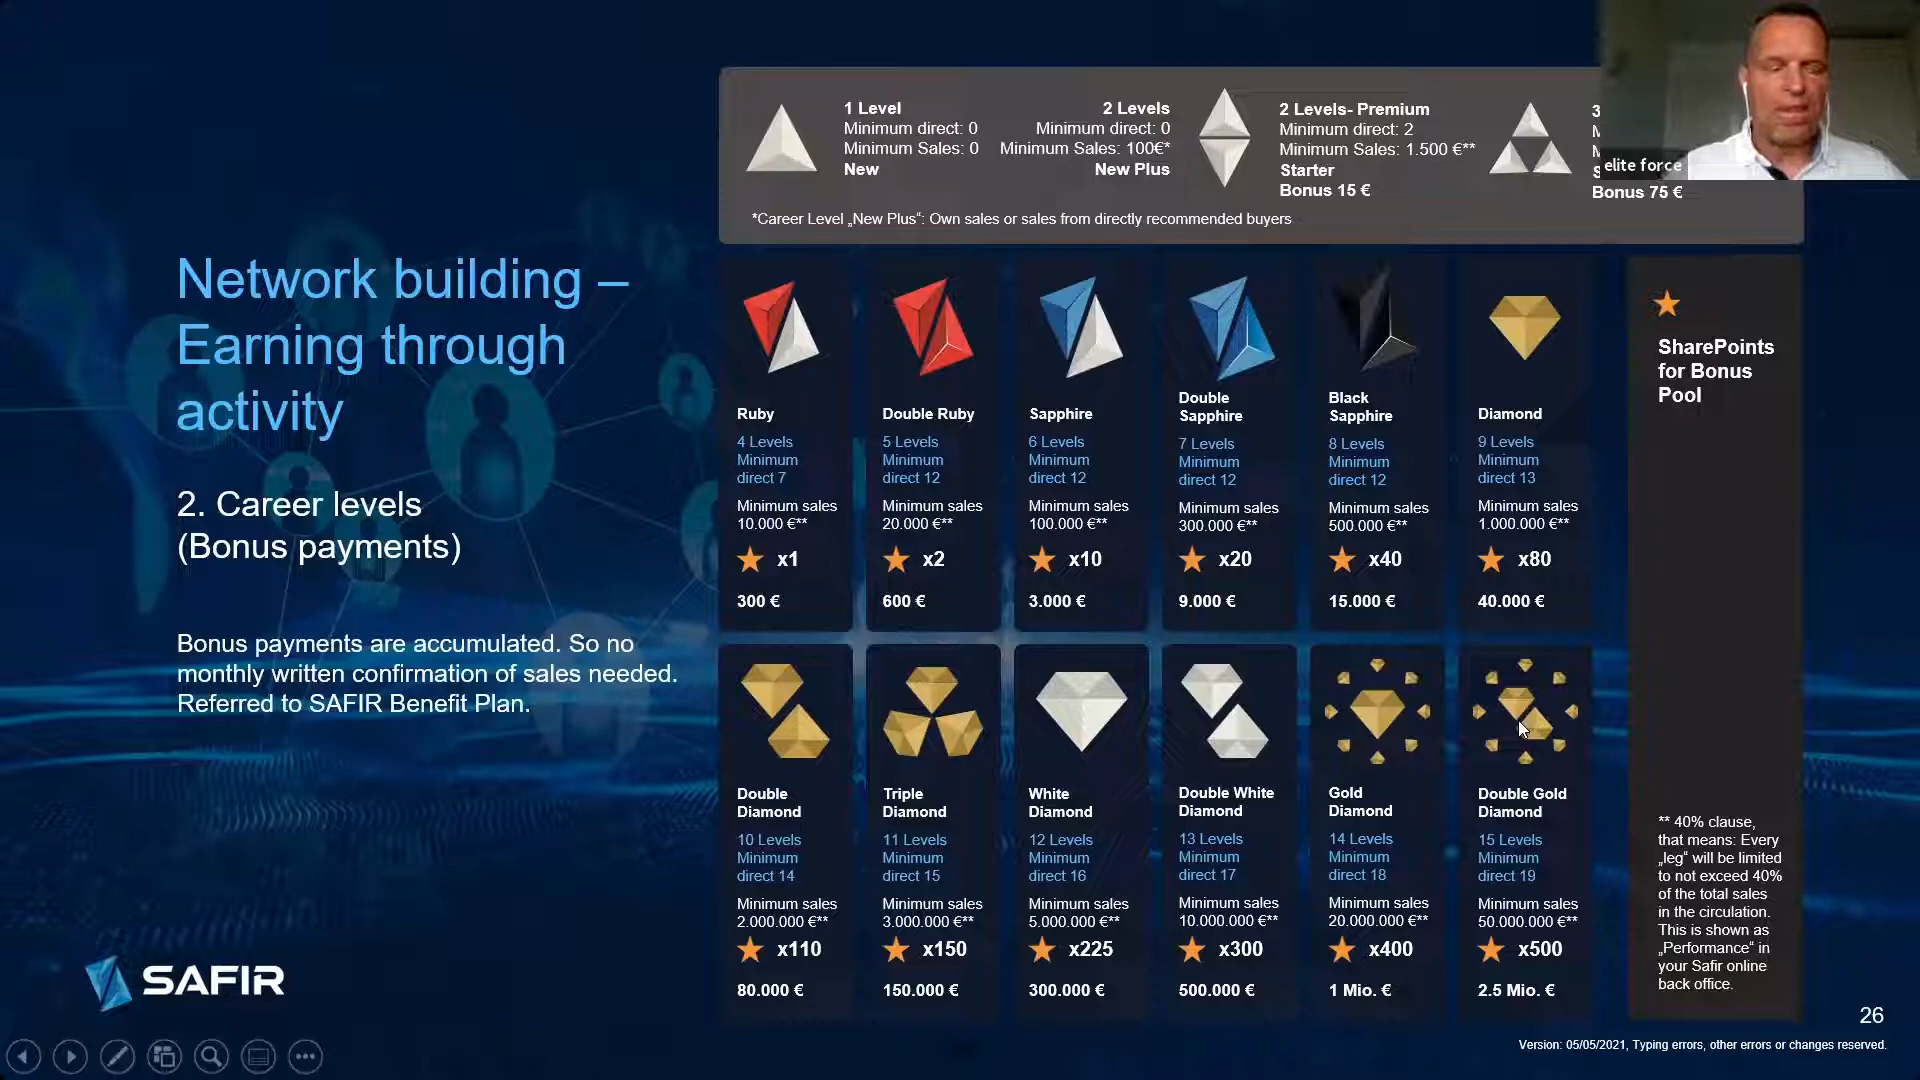 Network building –
Earning through
activity
2. Career levels
(Bonus payments)
Bonus payments are accumulated. So no
monthly written confirmation of sales needed.
Referred to SAFIR Benefit Plan.
SAFIR
1 Level
Minimum direct: 0
Minimum Sales: 0
New
2 Levels
Minimum direct: 0
Minimum Sales: 100€*
New Plus
2 Levels- Premium
Minimum direct: 2
Minimum Sales: 1.500 €**
Starter
Bonus 15 €
3
M
M
S
Bonus 75 €
elite force
*Career Level „New Plus“: Own sales or sales from directly recommended buyers
Ruby
4 Levels
Minimum
direct 7
Minimum sales
10.000 €**
x1
300 €
Double Ruby
5 Levels
Minimum
direct 12
Minimum sales
20.000 €**
x2
600 €
Sapphire
6 Levels
Minimum
direct 12
Minimum sales
100.000 €**
x10
3.000 €
Double
Sapphire
7 Levels
Minimum
direct 12
Minimum sales
300.000 €**
x20
9.000 €
Black
Sapphire
8 Levels
Minimum
direct 12
Minimum sales
500.000 €**
x40
15.000 €
Diamond
9 Levels
Minimum
direct 13
Minimum sales
1.000.000 €**
x80
40.000 €
Double
Diamond
10 Levels
Minimum
direct 14
Minimum sales
2.000.000 €**
x110
80.000 €
Triple
Diamond
11 Levels
Minimum
direct 15
Minimum sales
3.000.000 €**
x150
150.000 €
White
Diamond
12 Levels
Minimum
direct 16
Minimum sales
5.000.000 €**
x225
300.000 €
Double White
Diamond
13 Levels
Minimum
direct 17
Minimum sales
10.000.000 €**
x300
500.000 €
Gold
Diamond
14 Levels
Minimum
direct 18
Minimum sales
20.000.000 €**
x400
1 Mio. €
Double Gold
Diamond
15 Levels
Minimum
direct 19
Minimum sales
50.000.000 €**
x500
2.5 Mio. €
SharePoints
for Bonus
Pool
** 40% clause,
that means: Every
„leg“ will be limited
to not exceed 40%
of the total sales
in the circulation.
This is shown as
„Performance“ in
your Safir online
back office.
26
Version: 05/05/2021, Typing errors, other errors or changes reserved.